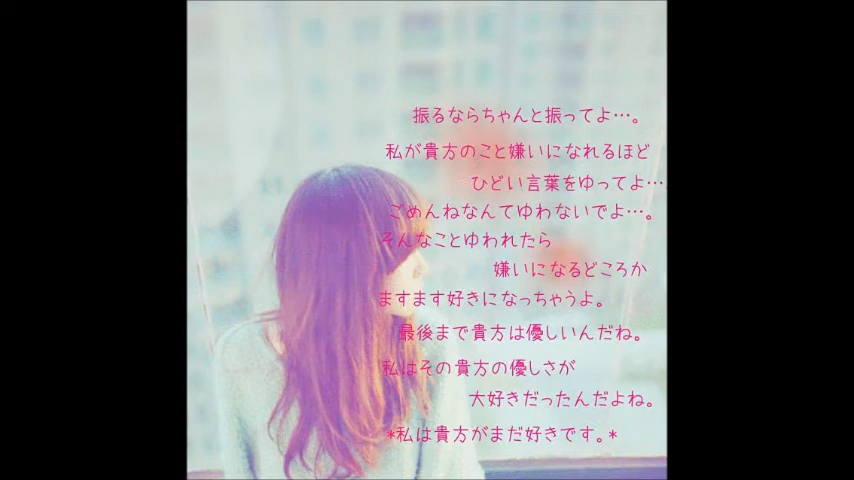 振るならちゃんと振ってよ…。
私が貴方のこと嫌いになれるほど
ひどい言葉をゆってよ…
ごめんねなんてゆわないでよ…。
そんなことゆわれたら
嫌いになるどころか
ますます好きになっちゃうよ。
最後まで貴方は優しいんだね。
私はその貴方の優しさが
大好きだったんだよね。
*私は貴方がまだ好きです。*